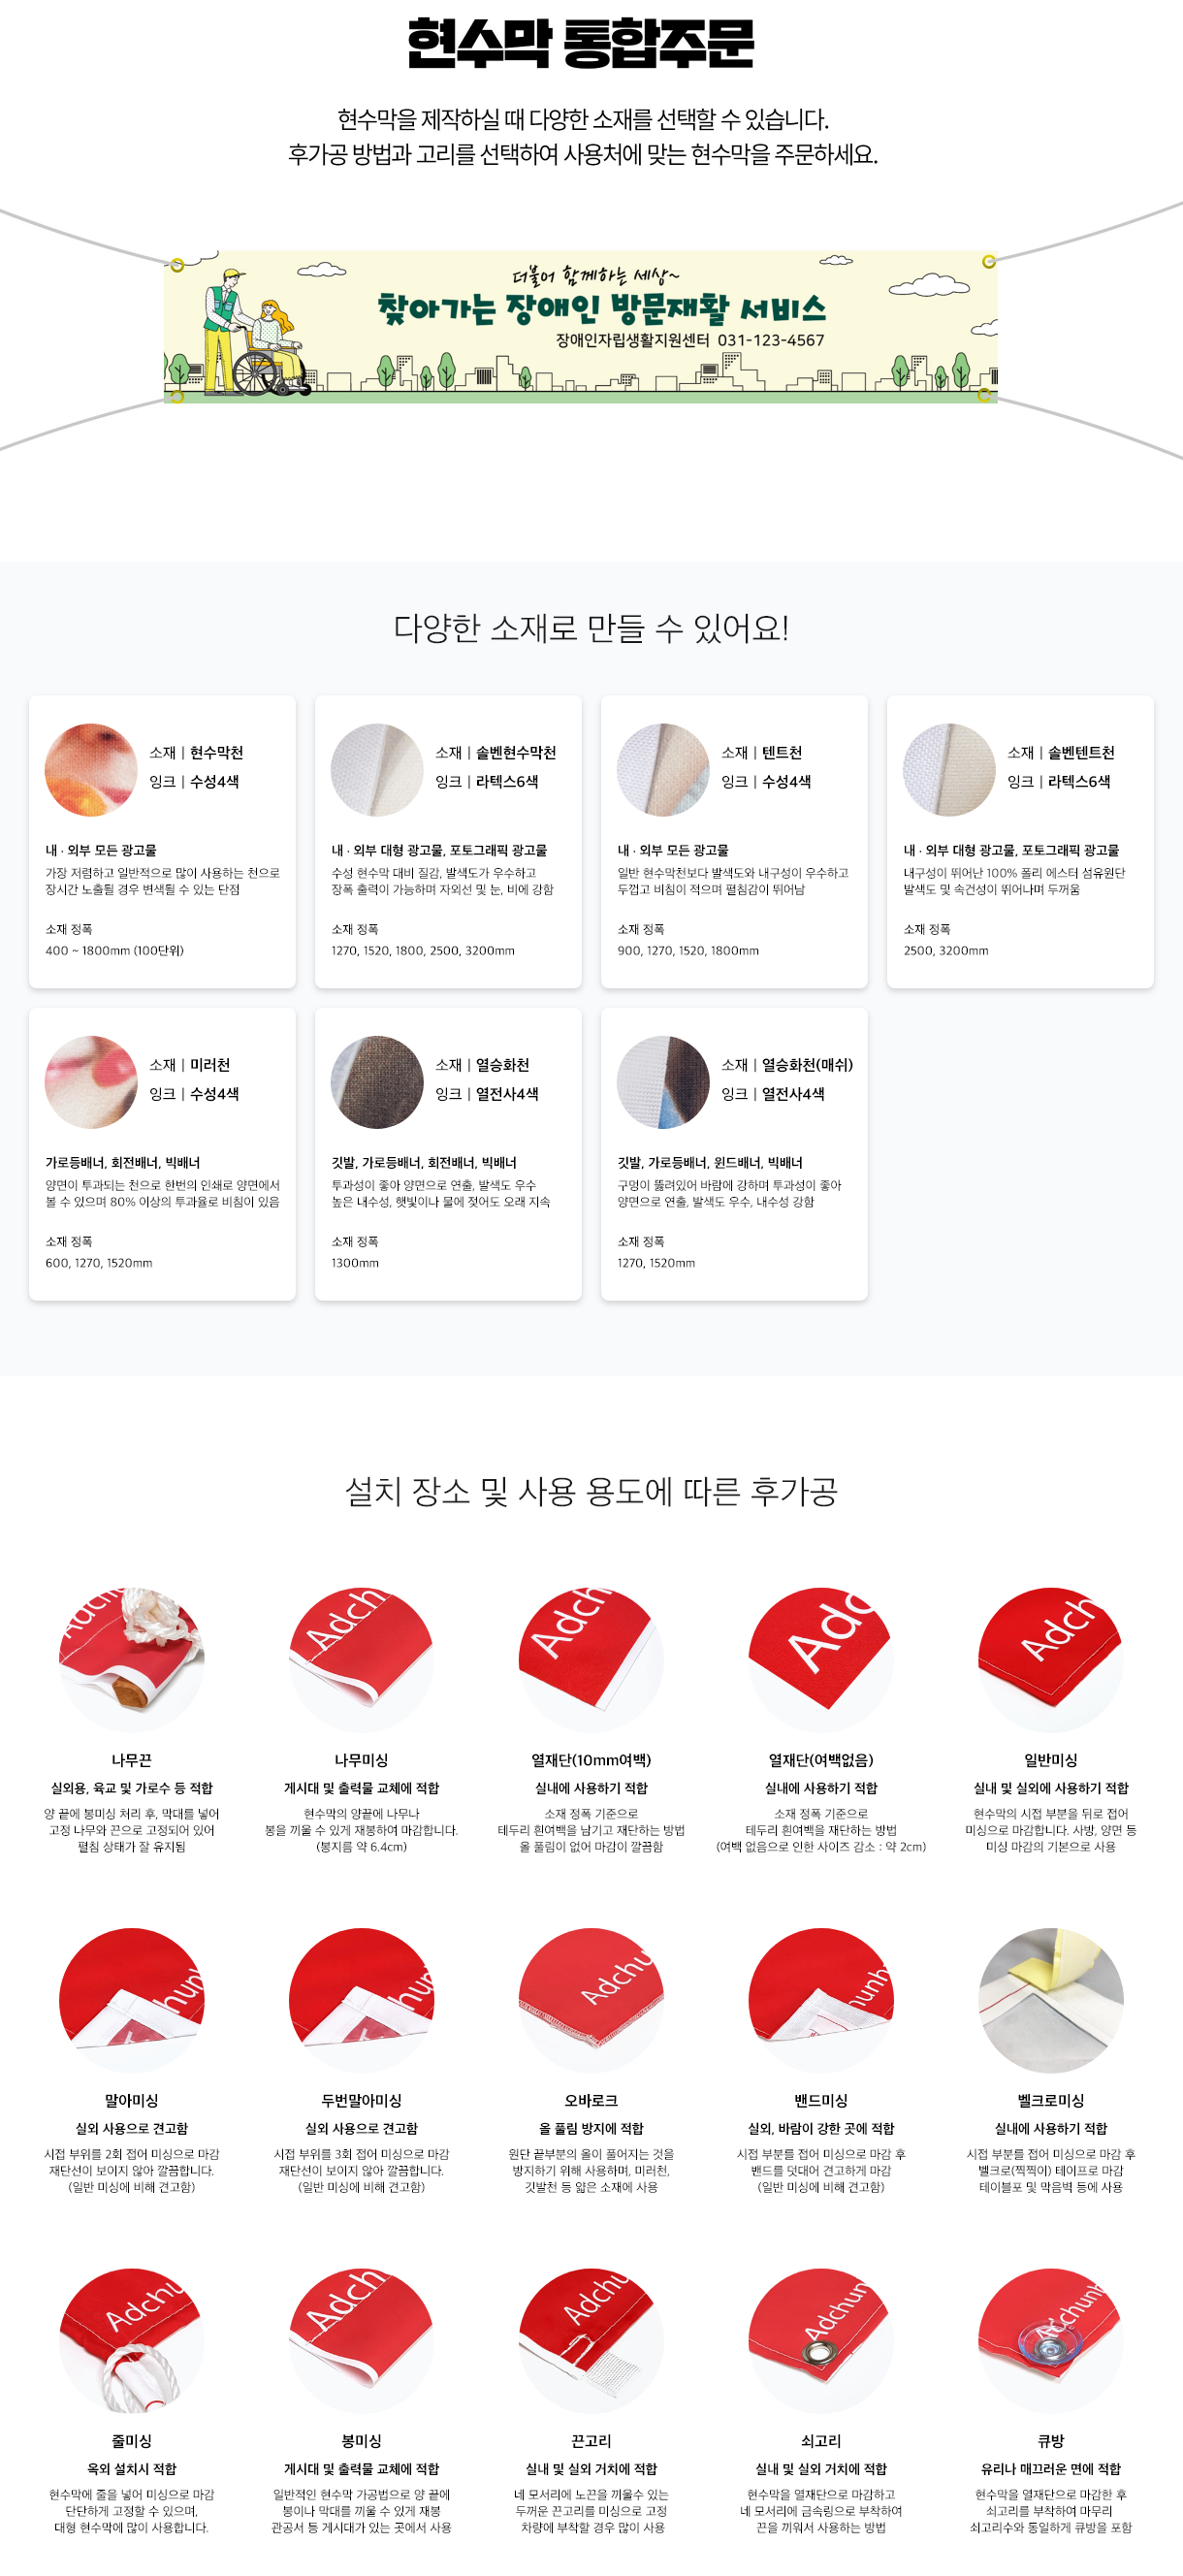 현수막 통합주문
현수막을 제작하실 때 다양한 소재를 선택할 수 있습니다.
후가공 방법과 고리를 선택하여 사용처에 맞는 현수막을 주문하세요.
더불어 함께하는 세상~
찾아가는 장애인 방문재활 서비스
장애인자립생활지원센터 031-123-4567
다양한 소재로 만들 수 있어요!
소재 | 현수막천
잉크 | 수성4색
내 · 외부 모든 광고물
가장 저렴하고 일반적으로 많이 사용하는 천으로
장시간 노출될 경우 변색될 수 있는 단점
소재 정폭
400 ~ 1800mm (100단위)
소재 | 솔벤현수막천
잉크 | 라텍스6색
내 · 외부 대형 광고물, 포토그래픽 광고물
수성 현수막 대비 질감, 발색도가 우수하고
장폭 출력이 가능하며 자외선 및 눈, 비에 강함
소재 정폭
1270, 1520, 1800, 2500, 3200mm
소재 | 텐트천
잉크 | 수성4색
내 · 외부 모든 광고물
일반 현수막천보다 발색도와 내구성이 우수하고
두껍고 비침이 적으며 펼침감이 뛰어남
소재 정폭
900, 1270, 1520, 1800mm
소재 | 솔벤텐트천
잉크 | 라텍스6색
내 · 외부 대형 광고물, 포토그래픽 광고물
내구성이 뛰어난 100% 폴리 에스터 섬유원단
발색도 및 속건성이 뛰어나며 두꺼움
소재 정폭
2500, 3200mm
소재 | 미러천
잉크 | 수성4색
가로등배너, 회전배너, 빅배너
양면이 투과되는 천으로 한번의 인쇄로 양면에서
볼 수 있으며 80% 이상의 투과율로 비침이 있음
소재 정폭
600, 1270, 1520mm
소재 | 열승화천
잉크 | 열전사4색
깃발, 가로등배너, 회전배너, 빅배너
투과성이 좋아 양면으로 연출, 발색도 우수
높은 내수성, 햇빛이나 물에 젖어도 오래 지속
소재 정폭
1300mm
소재 | 열승화천(매쉬)
잉크 | 열전사4색
깃발, 가로등배너, 윈드배너, 빅배너
구멍이 뚫려있어 바람에 강하며 투과성이 좋아
양면으로 연출, 발색도 우수, 내수성 강함
소재 정폭
1270, 1520mm
설치 장소 및 사용 용도에 따른 후가공
Adchu
나무끈
실외용, 육교 및 가로수 등 적합
양 끝에 봉미싱 처리 후, 막대를 넣어
고정 나무와 끈으로 고정되어 있어
펼침 상태가 잘 유지됨
Adch
나무미싱
게시대 및 출력물 교체에 적합
현수막의 양끝에 나무나
봉을 끼울 수 있게 재봉하여 마감합니다.
(봉지름 약 6.4cm)
Adch
열재단(10mm여백)
실내에 사용하기 적합
소재 정폭 기준으로
테두리 흰여백을 남기고 재단하는 방법
올 풀림이 없어 마감이 깔끔함
Adc
열재단(여백없음)
실내에 사용하기 적합
소재 정폭 기준으로
테두리 흰여백을 재단하는 방법
(여백 없음으로 인한 사이즈 감소 : 약 2cm)
Adch
일반미싱
실내 및 실외에 사용하기 적합
현수막의 시접 부분을 뒤로 접어
미싱으로 마감합니다. 사방, 양면 등
미싱 마감의 기본으로 사용
hun
말아미싱
실외 사용으로 견고함
시접 부위를 2회 접어 미싱으로 마감
재단선이 보이지 않아 깔끔합니다.
(일반 미싱에 비해 견고함)
hunh
두번말아미싱
실외 사용으로 견고함
시접 부위를 3회 접어 미싱으로 마감
재단선이 보이지 않아 깔끔합니다.
(일반 미싱에 비해 견고함)
Adchu
오바로크
올 풀림 방지에 적합
원단 끝부분의 올이 풀어지는 것을
방지하기 위해 사용하며, 미러천,
깃발천 등 얇은 소재에 사용
unh
밴드미싱
실외, 바람이 강한 곳에 적합
시접 부분를 접어 미싱으로 마감 후
밴드를 덧대어 견고하게 마감
(일반 미싱에 비해 견고함)
벨크로미싱
실내에 사용하기 적합
시접 부분를 접어 미싱으로 마감 후
벨크로(찍찍이) 테이프로 마감
테이블포 및 막음벽 등에 사용
Adchu
줄미싱
옥외 설치시 적합
현수막에 줄을 넣어 미싱으로 마감
단단하게 고정할 수 있으며,
대형 현수막에 많이 사용합니다.
Adch
봉미싱
게시대 및 출력물 교체에 적합
일반적인 현수막 가공법으로 양 끝에
봉이나 막대를 끼울 수 있게 재봉
관공서 등 게시대가 있는 곳에서 사용
Adchu
끈고리
실내 및 실외 거치에 적합
네 모서리에 노끈을 끼울수 있는
두꺼운 끈고리를 미싱으로 고정
차량에 부착할 경우 많이 사용
Adchun
쇠고리
실내 및 실외 거치에 적합
현수막을 열재단으로 마감하고
네 모서리에 금속링으로 부착하여
끈을 끼워서 사용하는 방법
Adchunh
큐방
유리나 매끄러운 면에 적합
현수막을 열재단으로 마감한 후
쇠고리를 부착하여 마무리
쇠고리수와 동일하게 큐방을 포함